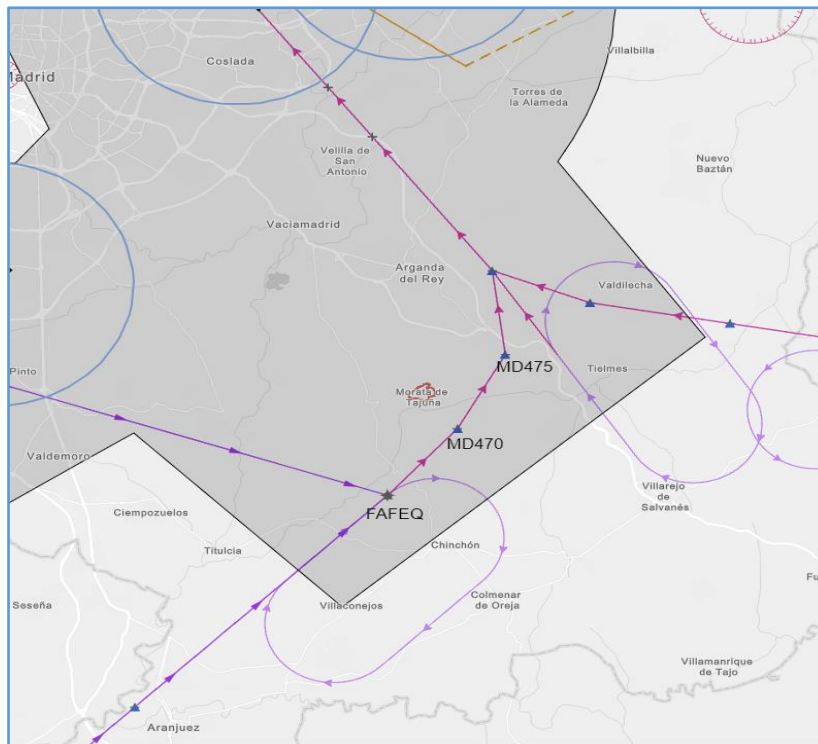 Villalbilla
Coslada
Madrid
Torres de
la Alameda
Velilla de
San
Antonio
Nuevo
Baztán
Vaciamadrid
Arganda
del Rey
Valdilecha
MD475
Tielmes
Pinto
Morata de
Tajuña
MD470
Valdemoro
Villarejo
de
Salvanés
FAFEQ
Ciempozuelos
Chinchón
Titulcia
Fu
Colmenar
de Oreja
Seseña
Villaconejos
Villamanrique
de Tajo
Aranjuez